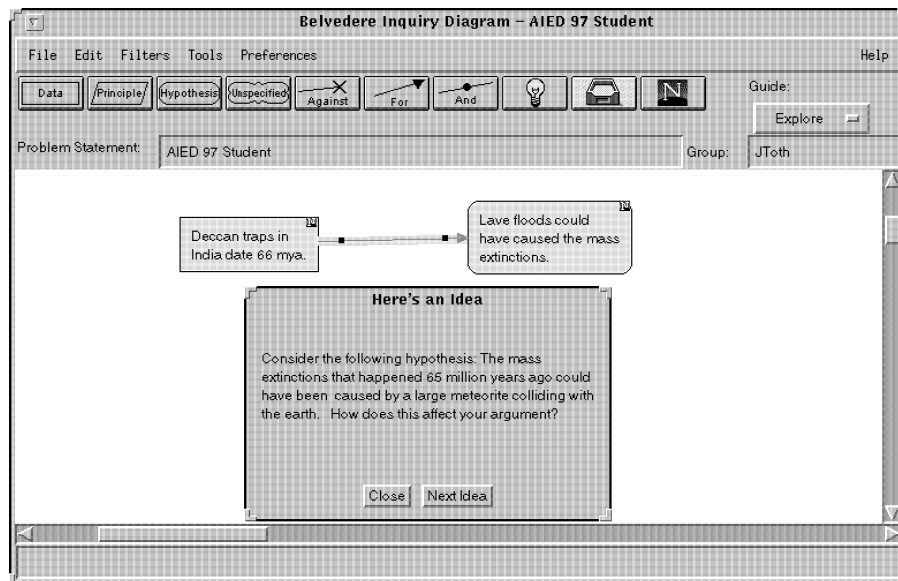 Belvedere Inquiry Diagram – AIED 97 Student
File Edit Filters Tools Preferences Help
Data Principle Hypothesis Unspecified Against For And N
Guide:
Explore
Problem Statement: AIED 97 Student Group: JToth
N
Deccan traps in
India date 66 mya.
N
Lave floods could
have caused the mass
extinctions.
Here's an Idea
Consider the following hypothesis: The mass
extinctions that happened 65 million years ago could
have been caused by a large meteorite colliding with
the earth. How does this affect your argument?
Close Next Idea